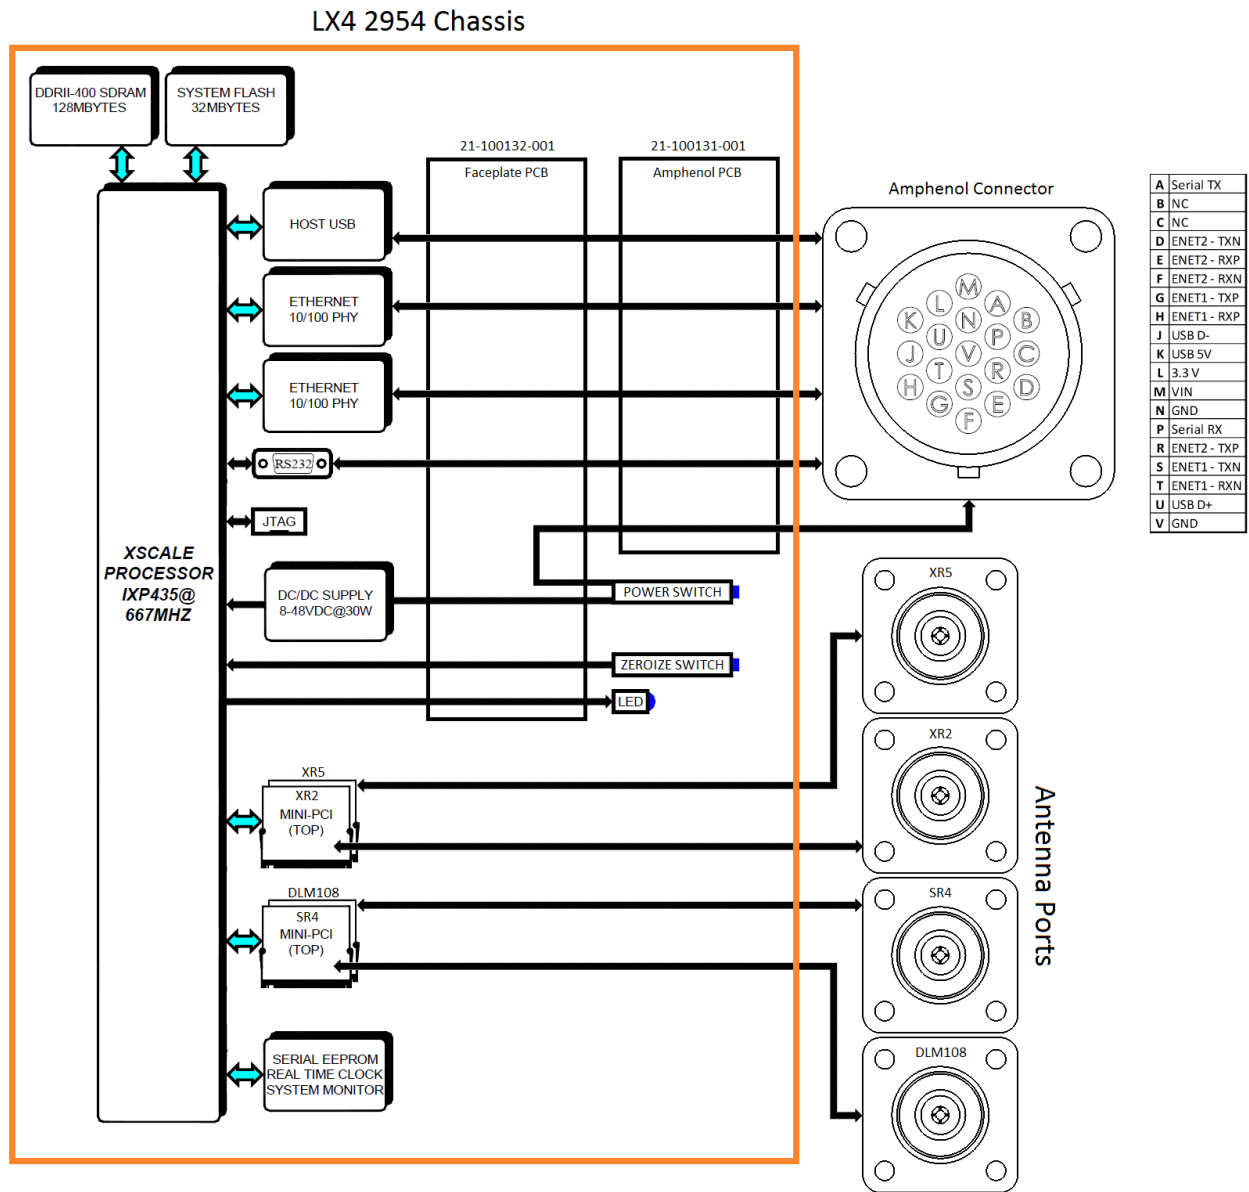 LX4 2954 Chassis
DDRII-400 SDRAM
128MBYTES
SYSTEM FLASH
32MBYTES
21-100132-001
Faceplate PCB
21-100131-001
Amphenol PCB
HOST USB
ETHERNET
10/100 PHY
ETHERNET
10/100 PHY
RS232
JTAG
XSCALE
PROCESSOR
IXP435@
667MHZ
DC/DC SUPPLY
8-48VDC@30W
POWER SWITCH
ZEROIZE SWITCH
LED
XR5
XR2
MINI-PCI
(TOP)
DLM108
SR4
MINI-PCI
(TOP)
SERIAL EEPROM
REAL TIME CLOCK
SYSTEM MONITOR
Amphenol Connector
M
L
A
K
N
B
U
P
J
V
C
T
R
H
S
D
G
E
F
A Serial TX
B NC
C NC
D ENET2 - TXN
E ENET2 - RXP
F ENET2 - RXN
G ENET1 - TXP
H ENET1 - RXP
J USB D-
K USB 5V
L 3.3 V
M VIN
N GND
P Serial RX
R ENET2 - TXP
S ENET1 - TXN
T ENET1 - RXN
U USB D+
V GND
XR5
XR2
SR4
DLM108
Antenna Ports